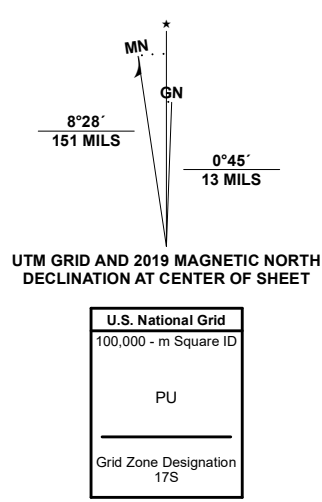 ★
MN
GN
8°28´
151 MILS
0°45´
13 MILS
UTM GRID AND 2019 MAGNETIC NORTH
DECLINATION AT CENTER OF SHEET
U.S. National Grid
100,000 - m Square ID
PU
Grid Zone Designation
17S